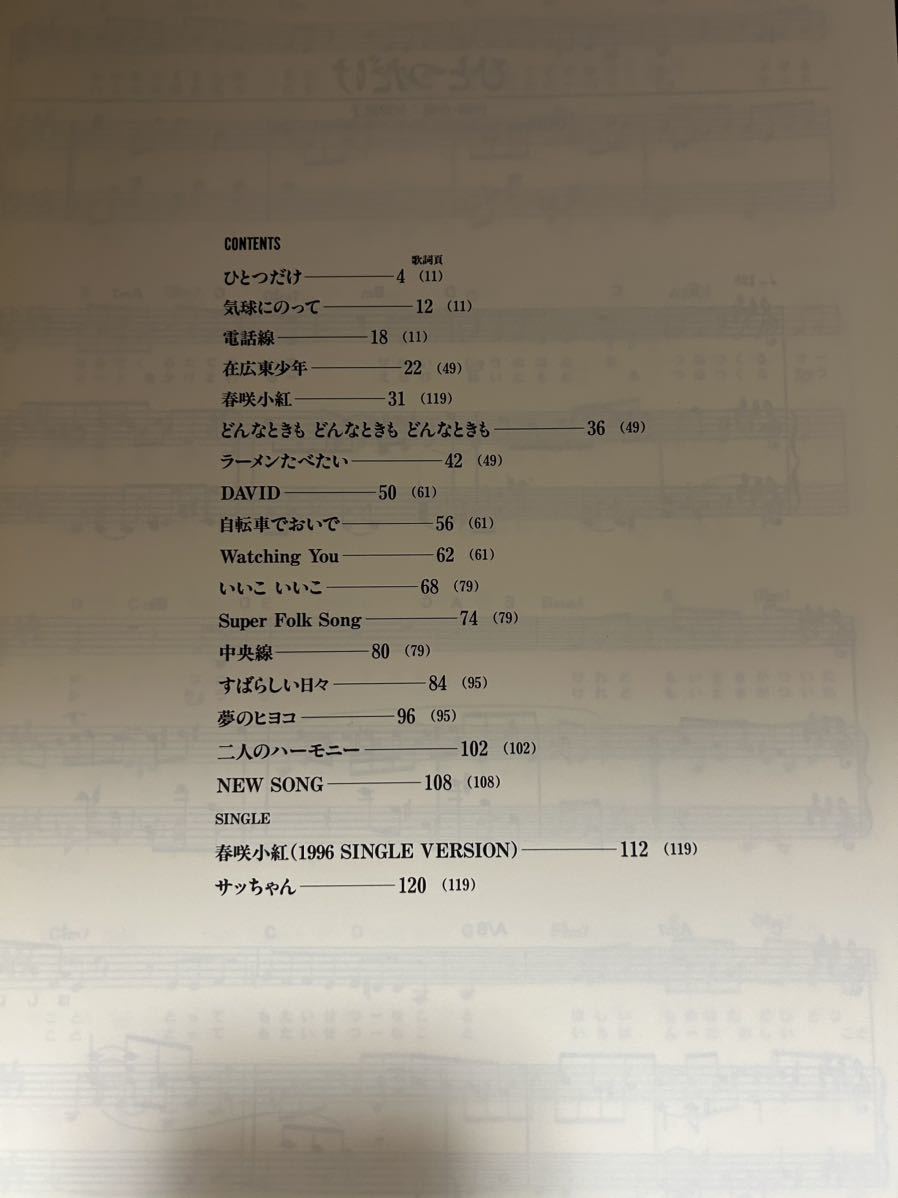 CONTENTS
歌詞頁
ひとつだけ 4 (11)
気球にのって 12 (11)
電話線 18 (11)
在広東少年 22 (49)
春咲小紅 31 (119)
どんなときも どんなときも どんなときも 36 (49)
ラーメンたべたい 42 (49)
DAVID 50 (61)
自転車でおいで 56 (61)
Watching You 62 (61)
いいこ いいこ 68 (79)
Super Folk Song 74 (79)
中央線 80 (79)
すばらしい日々 84 (95)
夢のヒヨコ 96 (95)
二人のハーモニー 102 (102)
NEW SONG 108 (108)
SINGLE
春咲小紅(1996 SINGLE VERSION) 112 (119)
サッちゃん 120 (119)